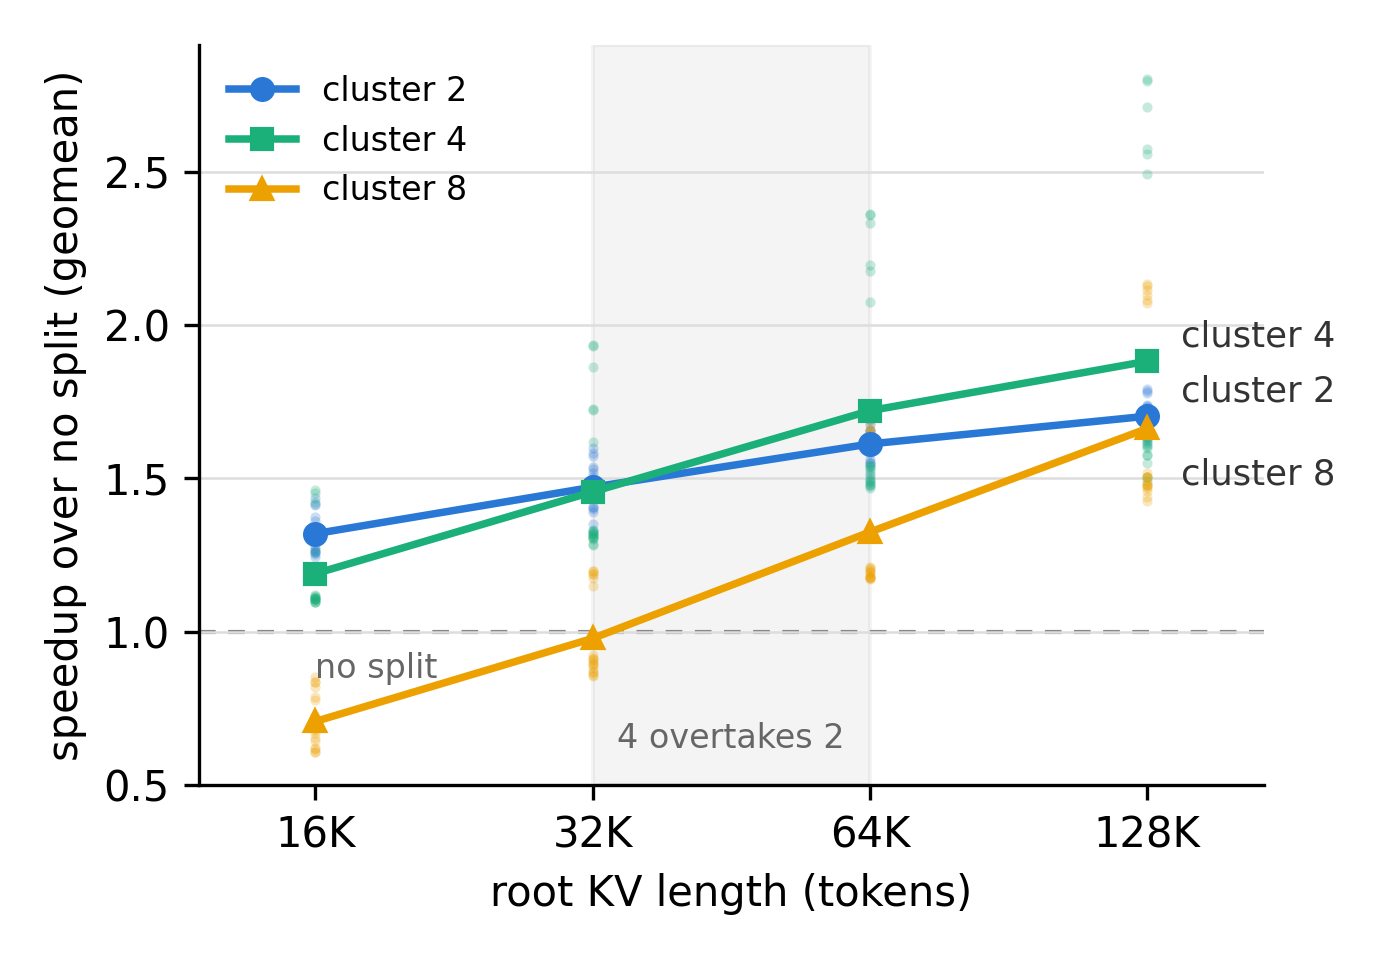 speedup over no split (geomean)
2.5
2.0
1.5
1.0
0.5
cluster 2
cluster 4
cluster 8
cluster 4
cluster 2
cluster 8
no split
4 overtakes 2
16K
32K
64K
128K
root KV length (tokens)